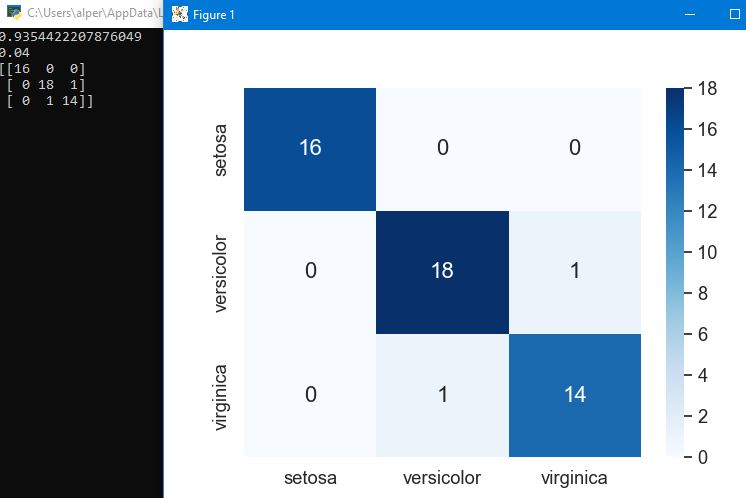 C:\Users\alper\AppData\L
0.9354422207876049
0.04
[[16  0  0]
 [ 0 18  1]
 [ 0  1 14]]
Figure 1
setosa 16 0 0
versicolor 0 18 1
virginica 0 1 14
setosa versicolor virginica
18
16
14
12
10
8
6
4
2
0